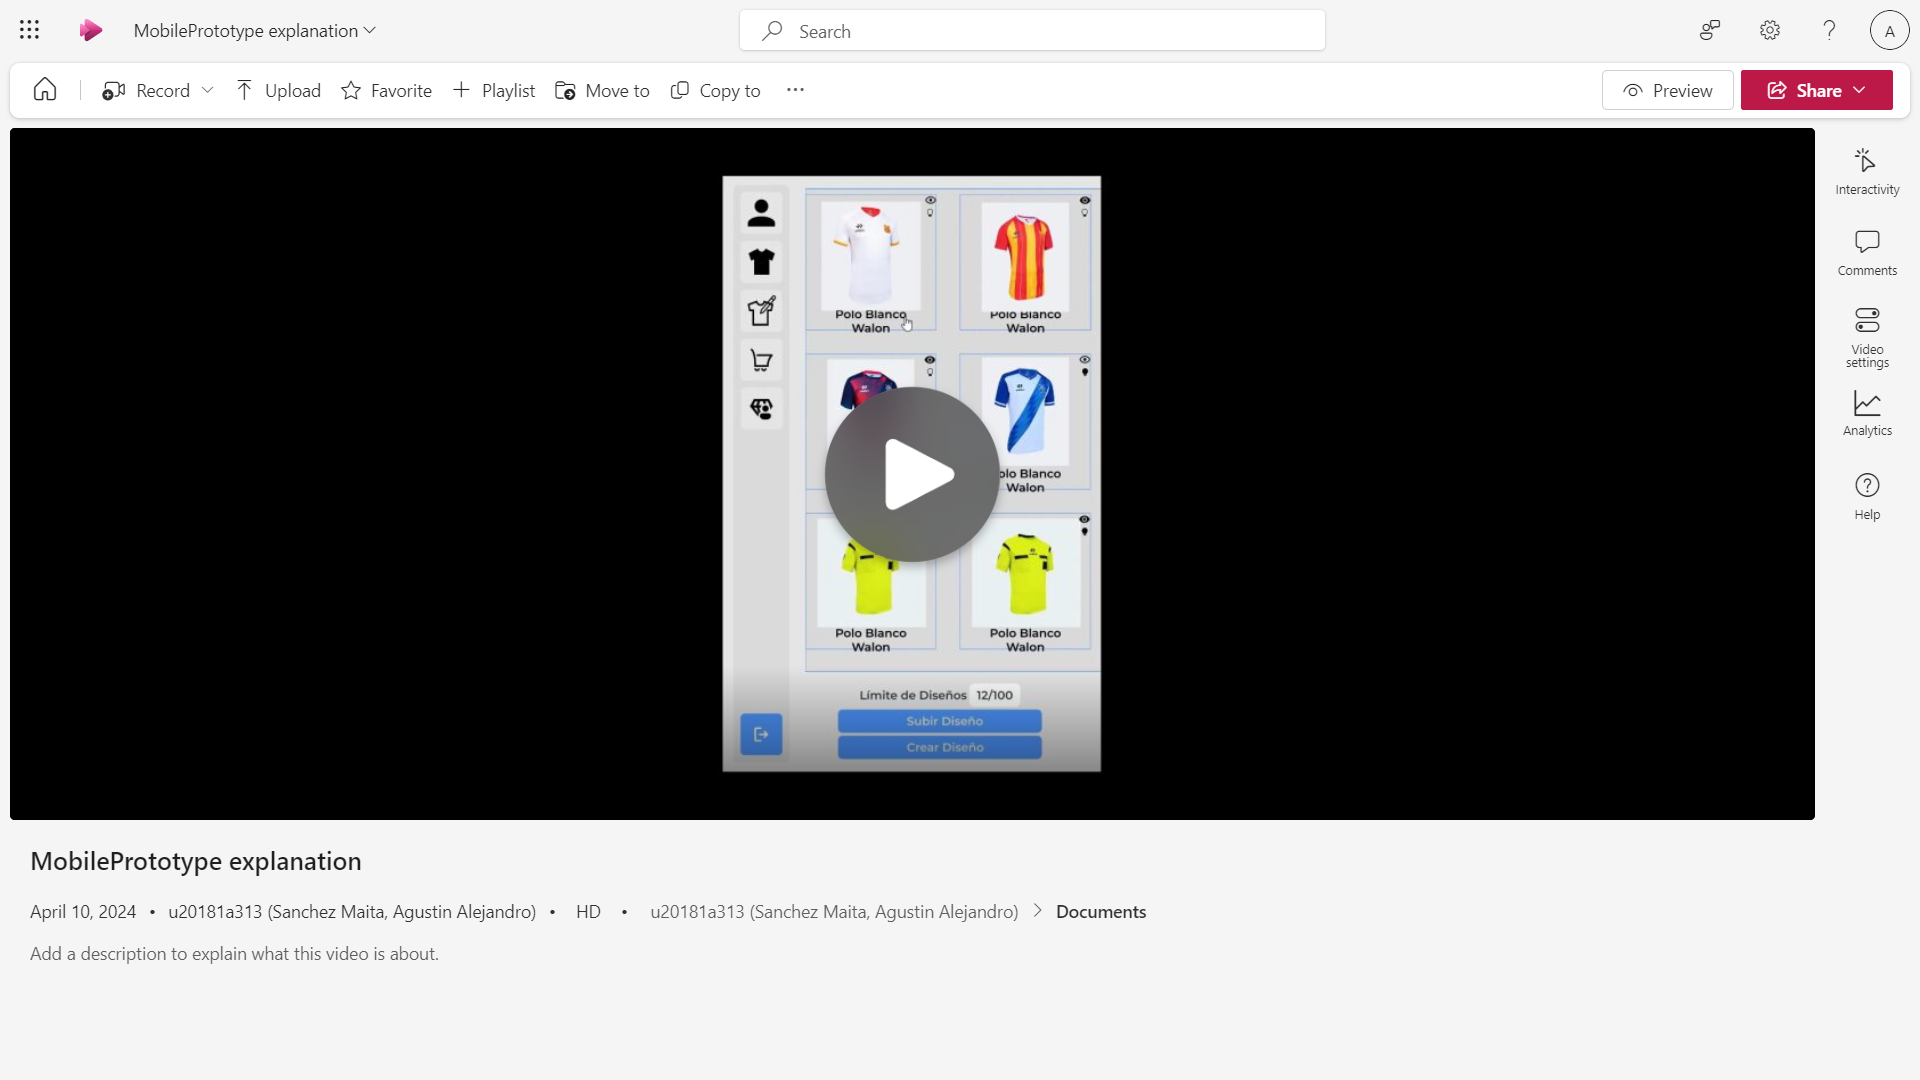 MobilePrototype explanation
Search
A
Record
Upload
Favorite
Playlist
Move to
Copy to
Preview
Share
Interactivity
Comments
Video
settings
Analytics
Help
Polo Blanco
Walon
Polo Blanco
Walon
Polo Blanco
Walon
Polo Blanco
Walon
Polo Blanco
Walon
Límite de Diseños 12/100
Subir Diseño
Crear Diseño
MobilePrototype explanation
April 10, 2024 • u20181a313 (Sanchez Maita, Agustin Alejandro) • HD • u20181a313 (Sanchez Maita, Agustin Alejandro) > Documents
Add a description to explain what this video is about.